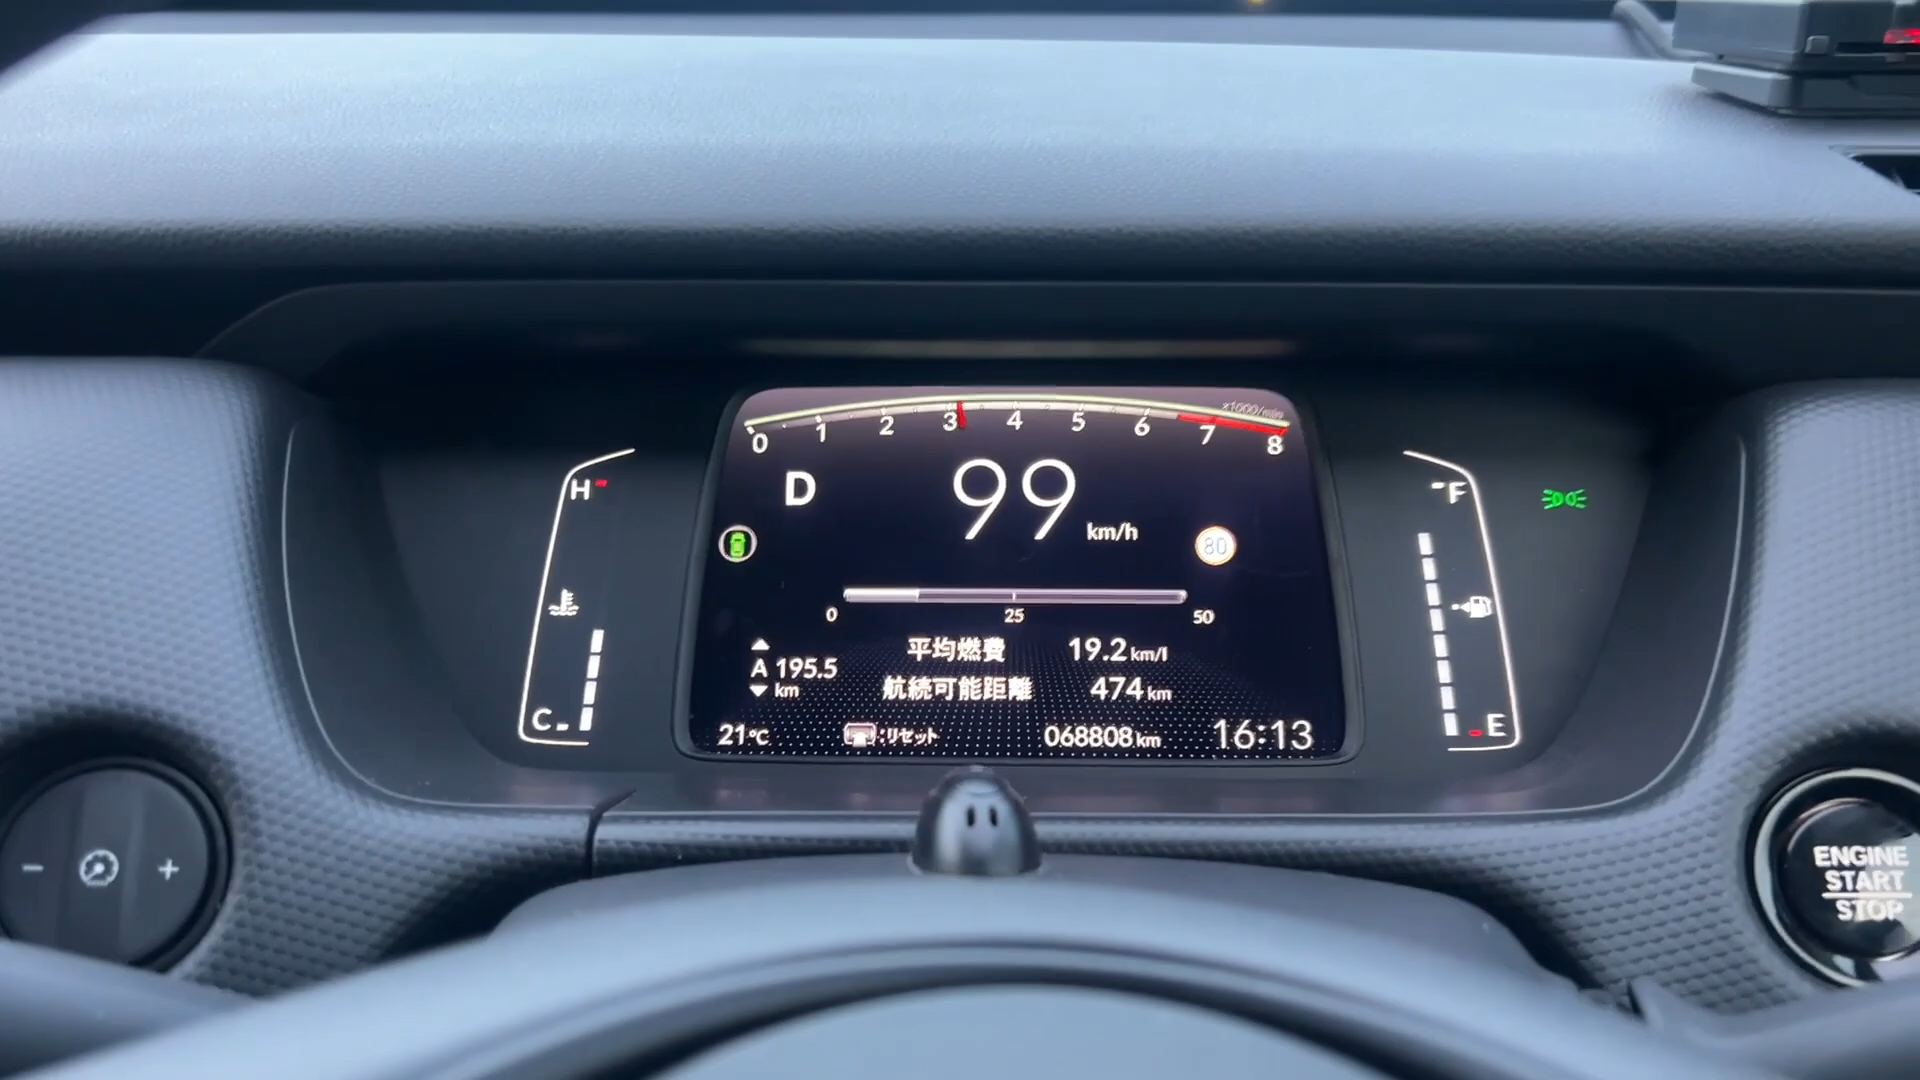 ×1000/min
0 1 2 3 4 5 6 7 8
D
99 km/h
80
H
F
0 25 50
平均燃費 19.2 km/l
A 195.5 km
航続可能距離 474 km
C
E
21℃
:リセット
068808 km
16:13
− +
ENGINE
START
STOP